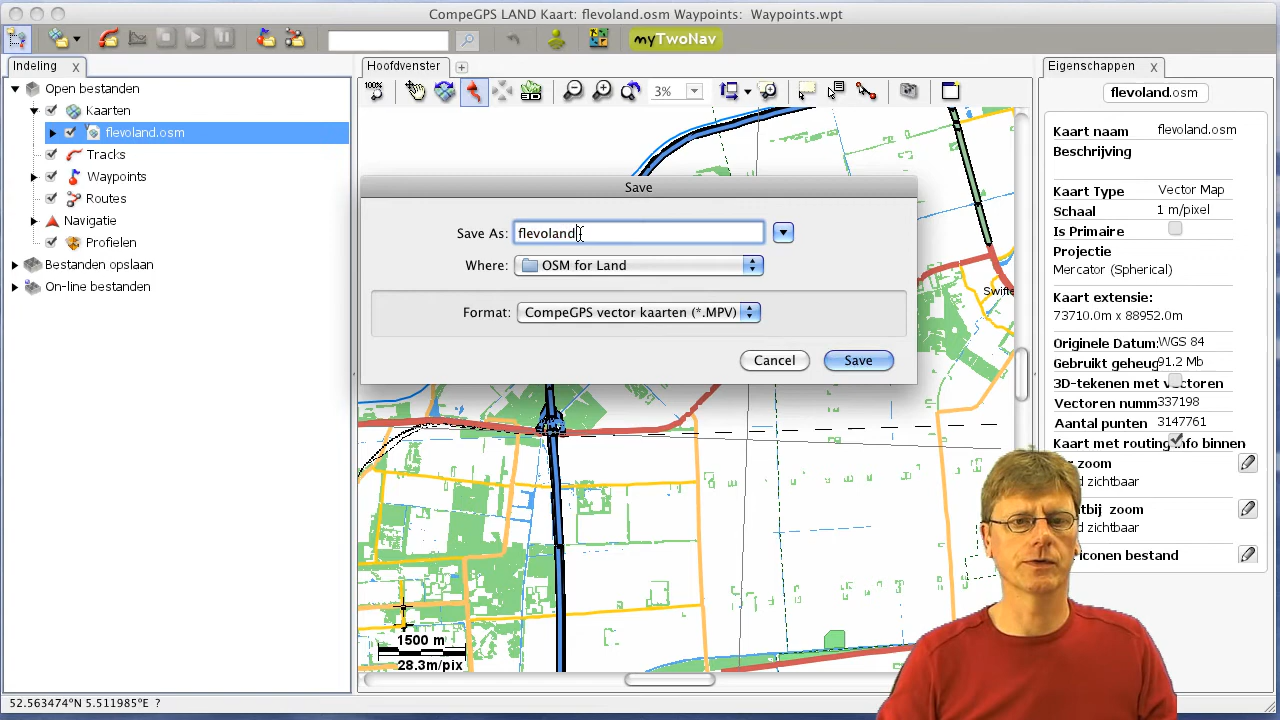 CompeGPS LAND Kaart: flevoland.osm Waypoints: Waypoints.wpt
myTwoNav
Indeling X
Hoofdvenster
Eigenschappen X
100%
3%
Open bestanden
Kaarten
flevoland.osm
Tracks
Waypoints
Routes
Navigatie
Profielen
Bestanden opslaan
On-line bestanden
Save
Save As: flevoland
Where: OSM for Land
Format: CompeGPS vector kaarten (*.MPV)
Cancel Save
1500 m
28.3m/pix
flevoland.osm
Kaart naam flevoland.osm
Beschrijving
Kaart Type Vector Map
Schaal 1 m/pixel
Is Primaire
Projectie
Mercator (Spherical)
Kaart extensie:
73710.0m x 88952.0m
Originele Datum: WGS 84
Gebruikt geheug 91.2 Mb
3D-tekenen met vectoren
Vectoren numm 337198
Aantal punten 3147761
Kaart met routing info binnen
zoom
zichtbaar
zoom
zichtbaar
iconen bestand
52.563474°N 5.511985°E ?